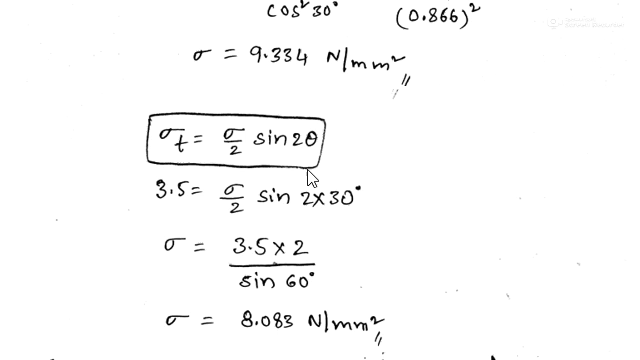 cos²30° (0.866)²
σ = 9.334 N/mm²
σt = σ/2 sin2θ
3.5 = σ/2 sin 2×30°
σ = 3.5 × 2
sin 60°
σ = 8.083 N/mm²